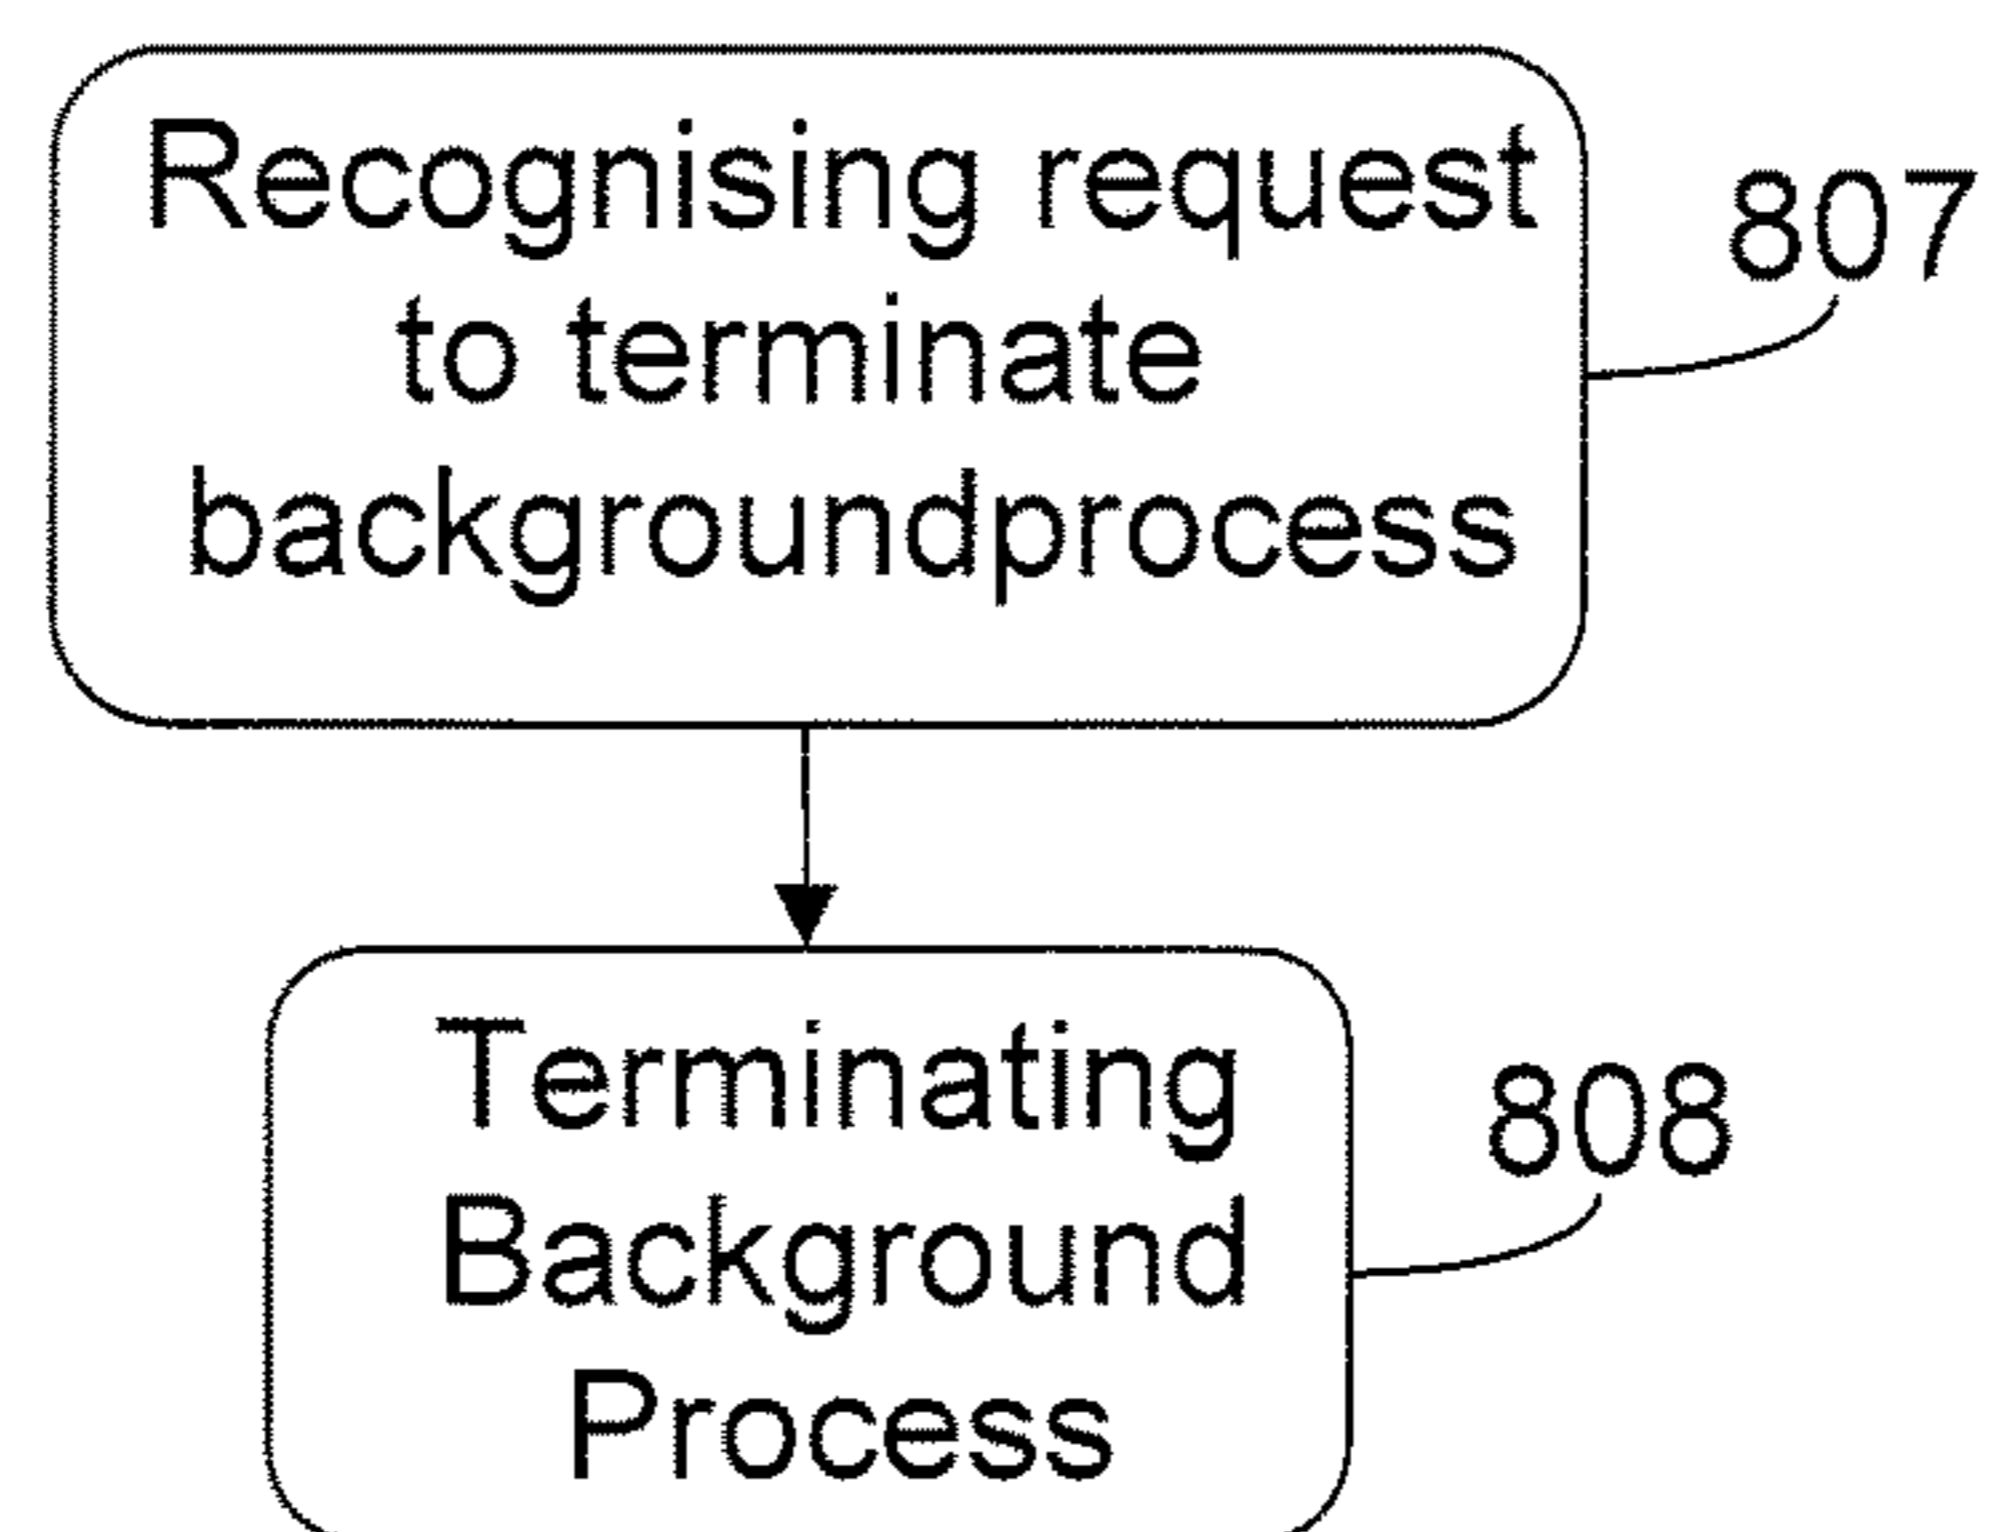 Recognising request
to terminate
backgroundprocess
807
Terminating
Background
Process
808